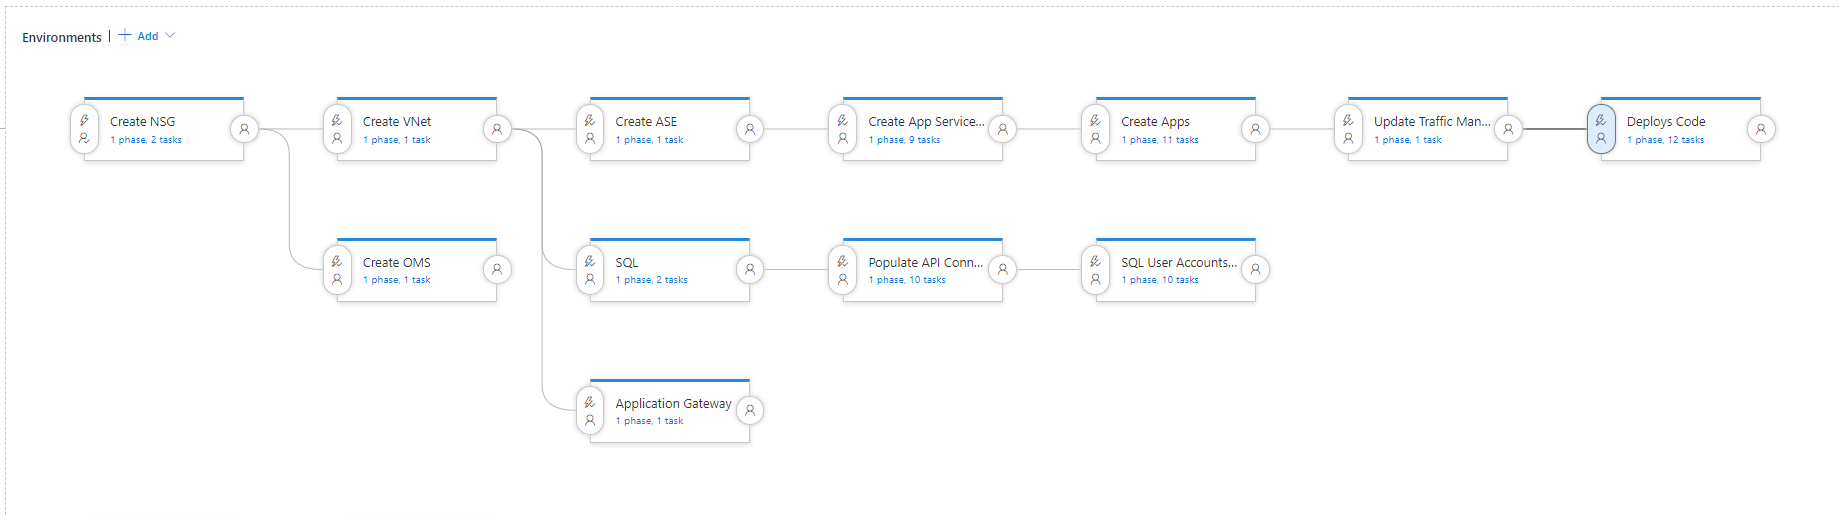 Environments | + Add
Create NSG
1 phase, 2 tasks
Create VNet
1 phase, 1 task
Create ASE
1 phase, 1 task
Create App Service...
1 phase, 9 tasks
Create Apps
1 phase, 11 tasks
Update Traffic Man...
1 phase, 1 task
Deploys Code
1 phase, 12 tasks
Create OMS
1 phase, 1 task
SQL
1 phase, 2 tasks
Populate API Conn...
1 phase, 10 tasks
SQL User Accounts...
1 phase, 10 tasks
Application Gateway
1 phase, 1 task